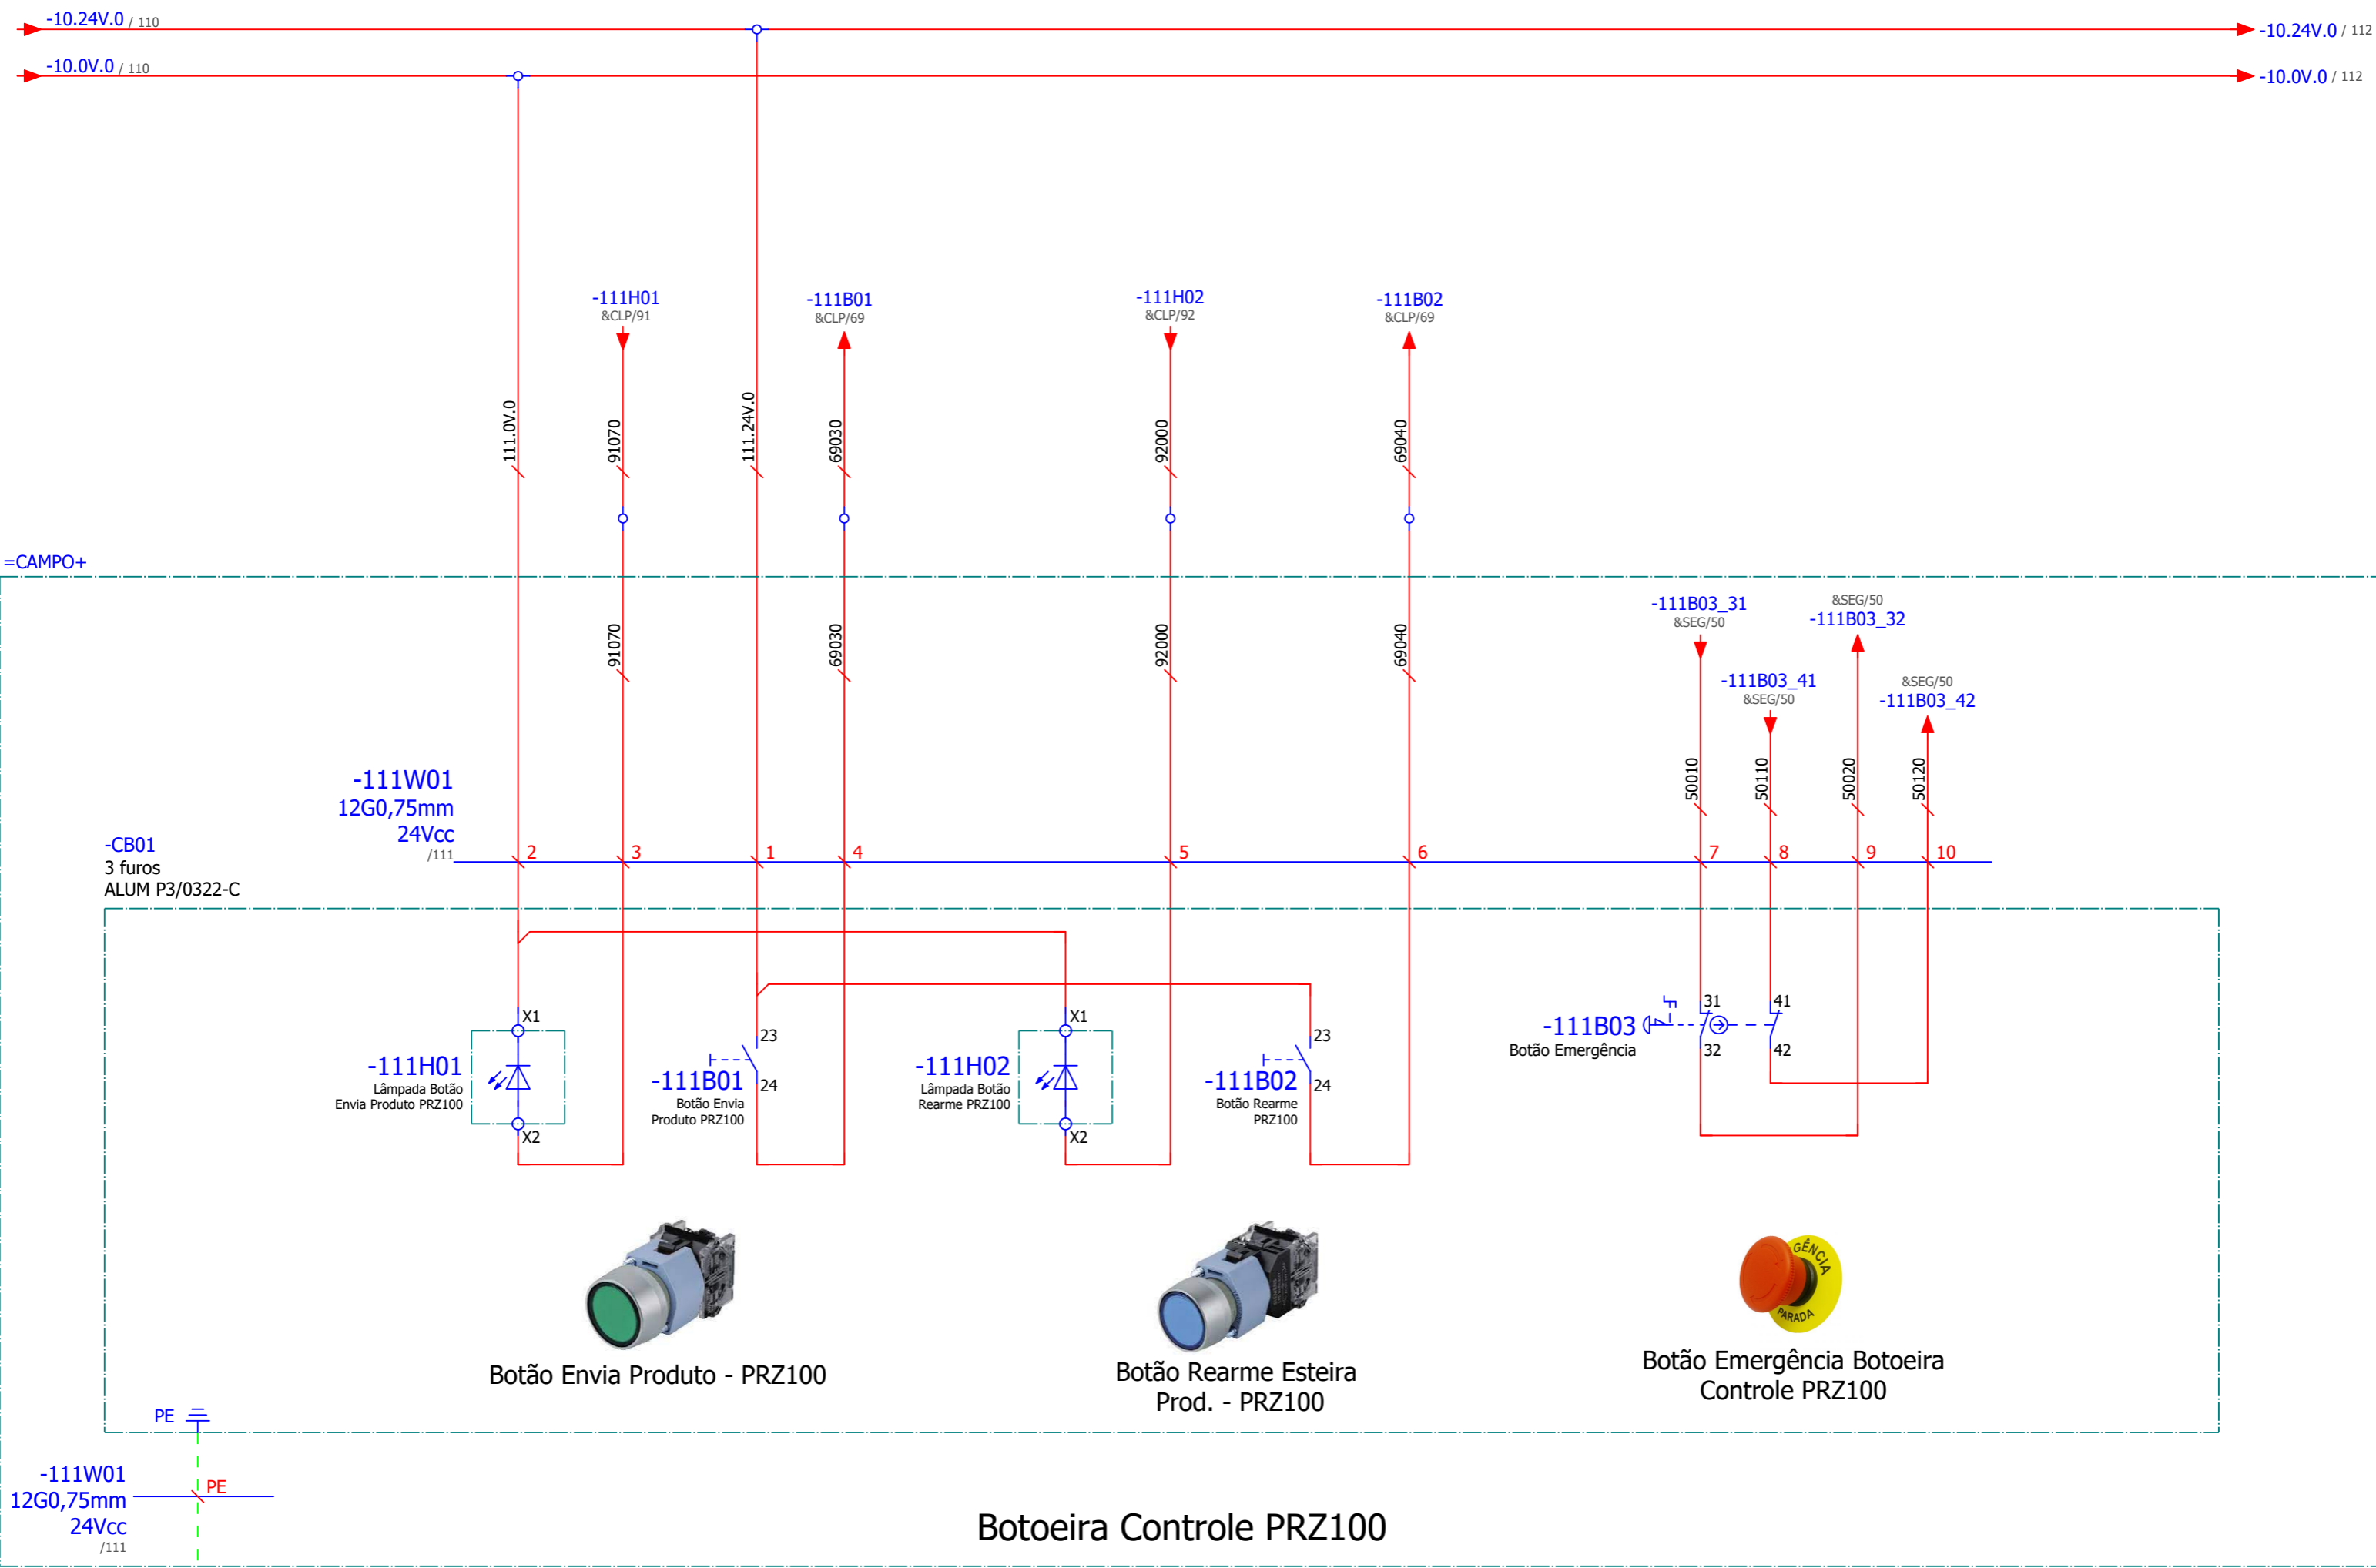 -10.24V.0 / 110
-10.24V.0 / 112
-10.0V.0 / 110
-10.0V.0 / 112
-111H01
&CLP/91
-111B01
&CLP/69
-111H02
&CLP/92
-111B02
&CLP/69
111.0V.0
91070
111.24V.0
69030
92000
69040
=CAMPO+
91070
69030
92000
69040
-111B03_31
&SEG/50
&SEG/50
-111B03_32
-111B03_41
&SEG/50
&SEG/50
-111B03_42
50010
50110
50020
50120
-111W01
12G0,75mm
24Vcc
/111
2
3
1
4
5
6
7
8
9
10
-CB01
3 furos
ALUM P3/0322-C
X1
-111H01
Lâmpada Botão
Envia Produto PRZ100
X2
23
-111B01
24
Botão Envia
Produto PRZ100
X1
-111H02
Lâmpada Botão
Rearme PRZ100
X2
23
-111B02
24
Botão Rearme
PRZ100
31
41
-111B03
Botão Emergência
32
42
GÊNCIA
PARADA
Botão Envia Produto - PRZ100
Botão Rearme Esteira
Prod. - PRZ100
Botão Emergência Botoeira
Controle PRZ100
PE
-111W01
12G0,75mm
24Vcc
/111
PE
Botoeira Controle PRZ100